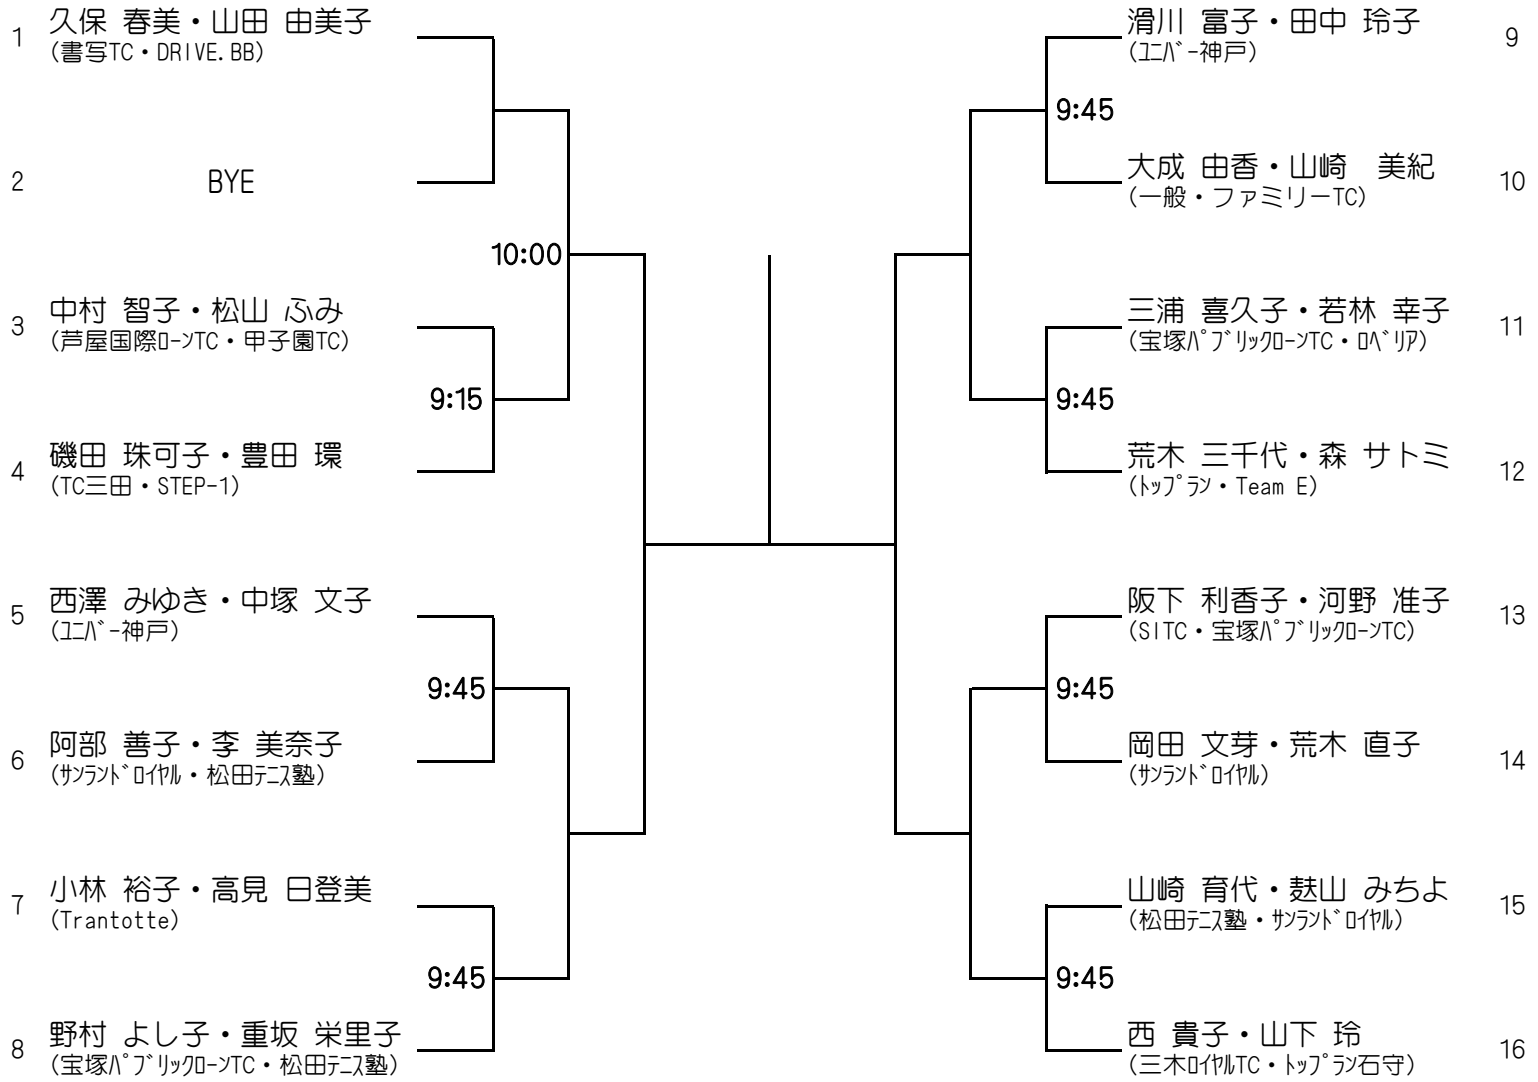 1 久保 春美・山田 由美子
(書写TC・DRIVE.BB)
2 BYE
10:00
3 中村 智子・松山 ふみ
(芦屋国際ﾛｰﾝTC・甲子園TC)
9:15
4 磯田 珠可子・豊田 環
(TC三田・STEP-1)
5 西澤 みゆき・中塚 文子
(ﾕﾆﾊﾞｰ神戸)
9:45
6 阿部 善子・李 美奈子
(ｻﾝﾗﾝﾄﾞﾛｲﾔﾙ・松田ﾃﾆｽ塾)
7 小林 裕子・高見 日登美
(Trantotte)
9:45
8 野村 よし子・重坂 栄里子
(宝塚ﾊﾟﾌﾞﾘｯｸﾛｰﾝTC・松田ﾃﾆｽ塾)
滑川 富子・田中 玲子 9
(ﾕﾆﾊﾞｰ神戸)
9:45
大成 由香・山崎　美紀 10
(一般・ファミリーTC)
三浦 喜久子・若林 幸子 11
(宝塚ﾊﾟﾌﾞﾘｯｸﾛｰﾝTC・ﾛﾍﾞﾘｱ)
9:45
荒木 三千代・森 サトミ 12
(ﾄｯﾌﾟﾗﾝ・Team E)
阪下 利香子・河野 准子 13
(SITC・宝塚ﾊﾟﾌﾞﾘｯｸﾛｰﾝTC)
9:45
岡田 文芽・荒木 直子 14
(ｻﾝﾗﾝﾄﾞﾛｲﾔﾙ)
山崎 育代・麸山 みちよ 15
(松田ﾃﾆｽ塾・ｻﾝﾗﾝﾄﾞﾛｲﾔﾙ)
9:45
西 貴子・山下 玲 16
(三木ﾛｲﾔﾙTC・ﾄｯﾌﾟﾗﾝ石守)